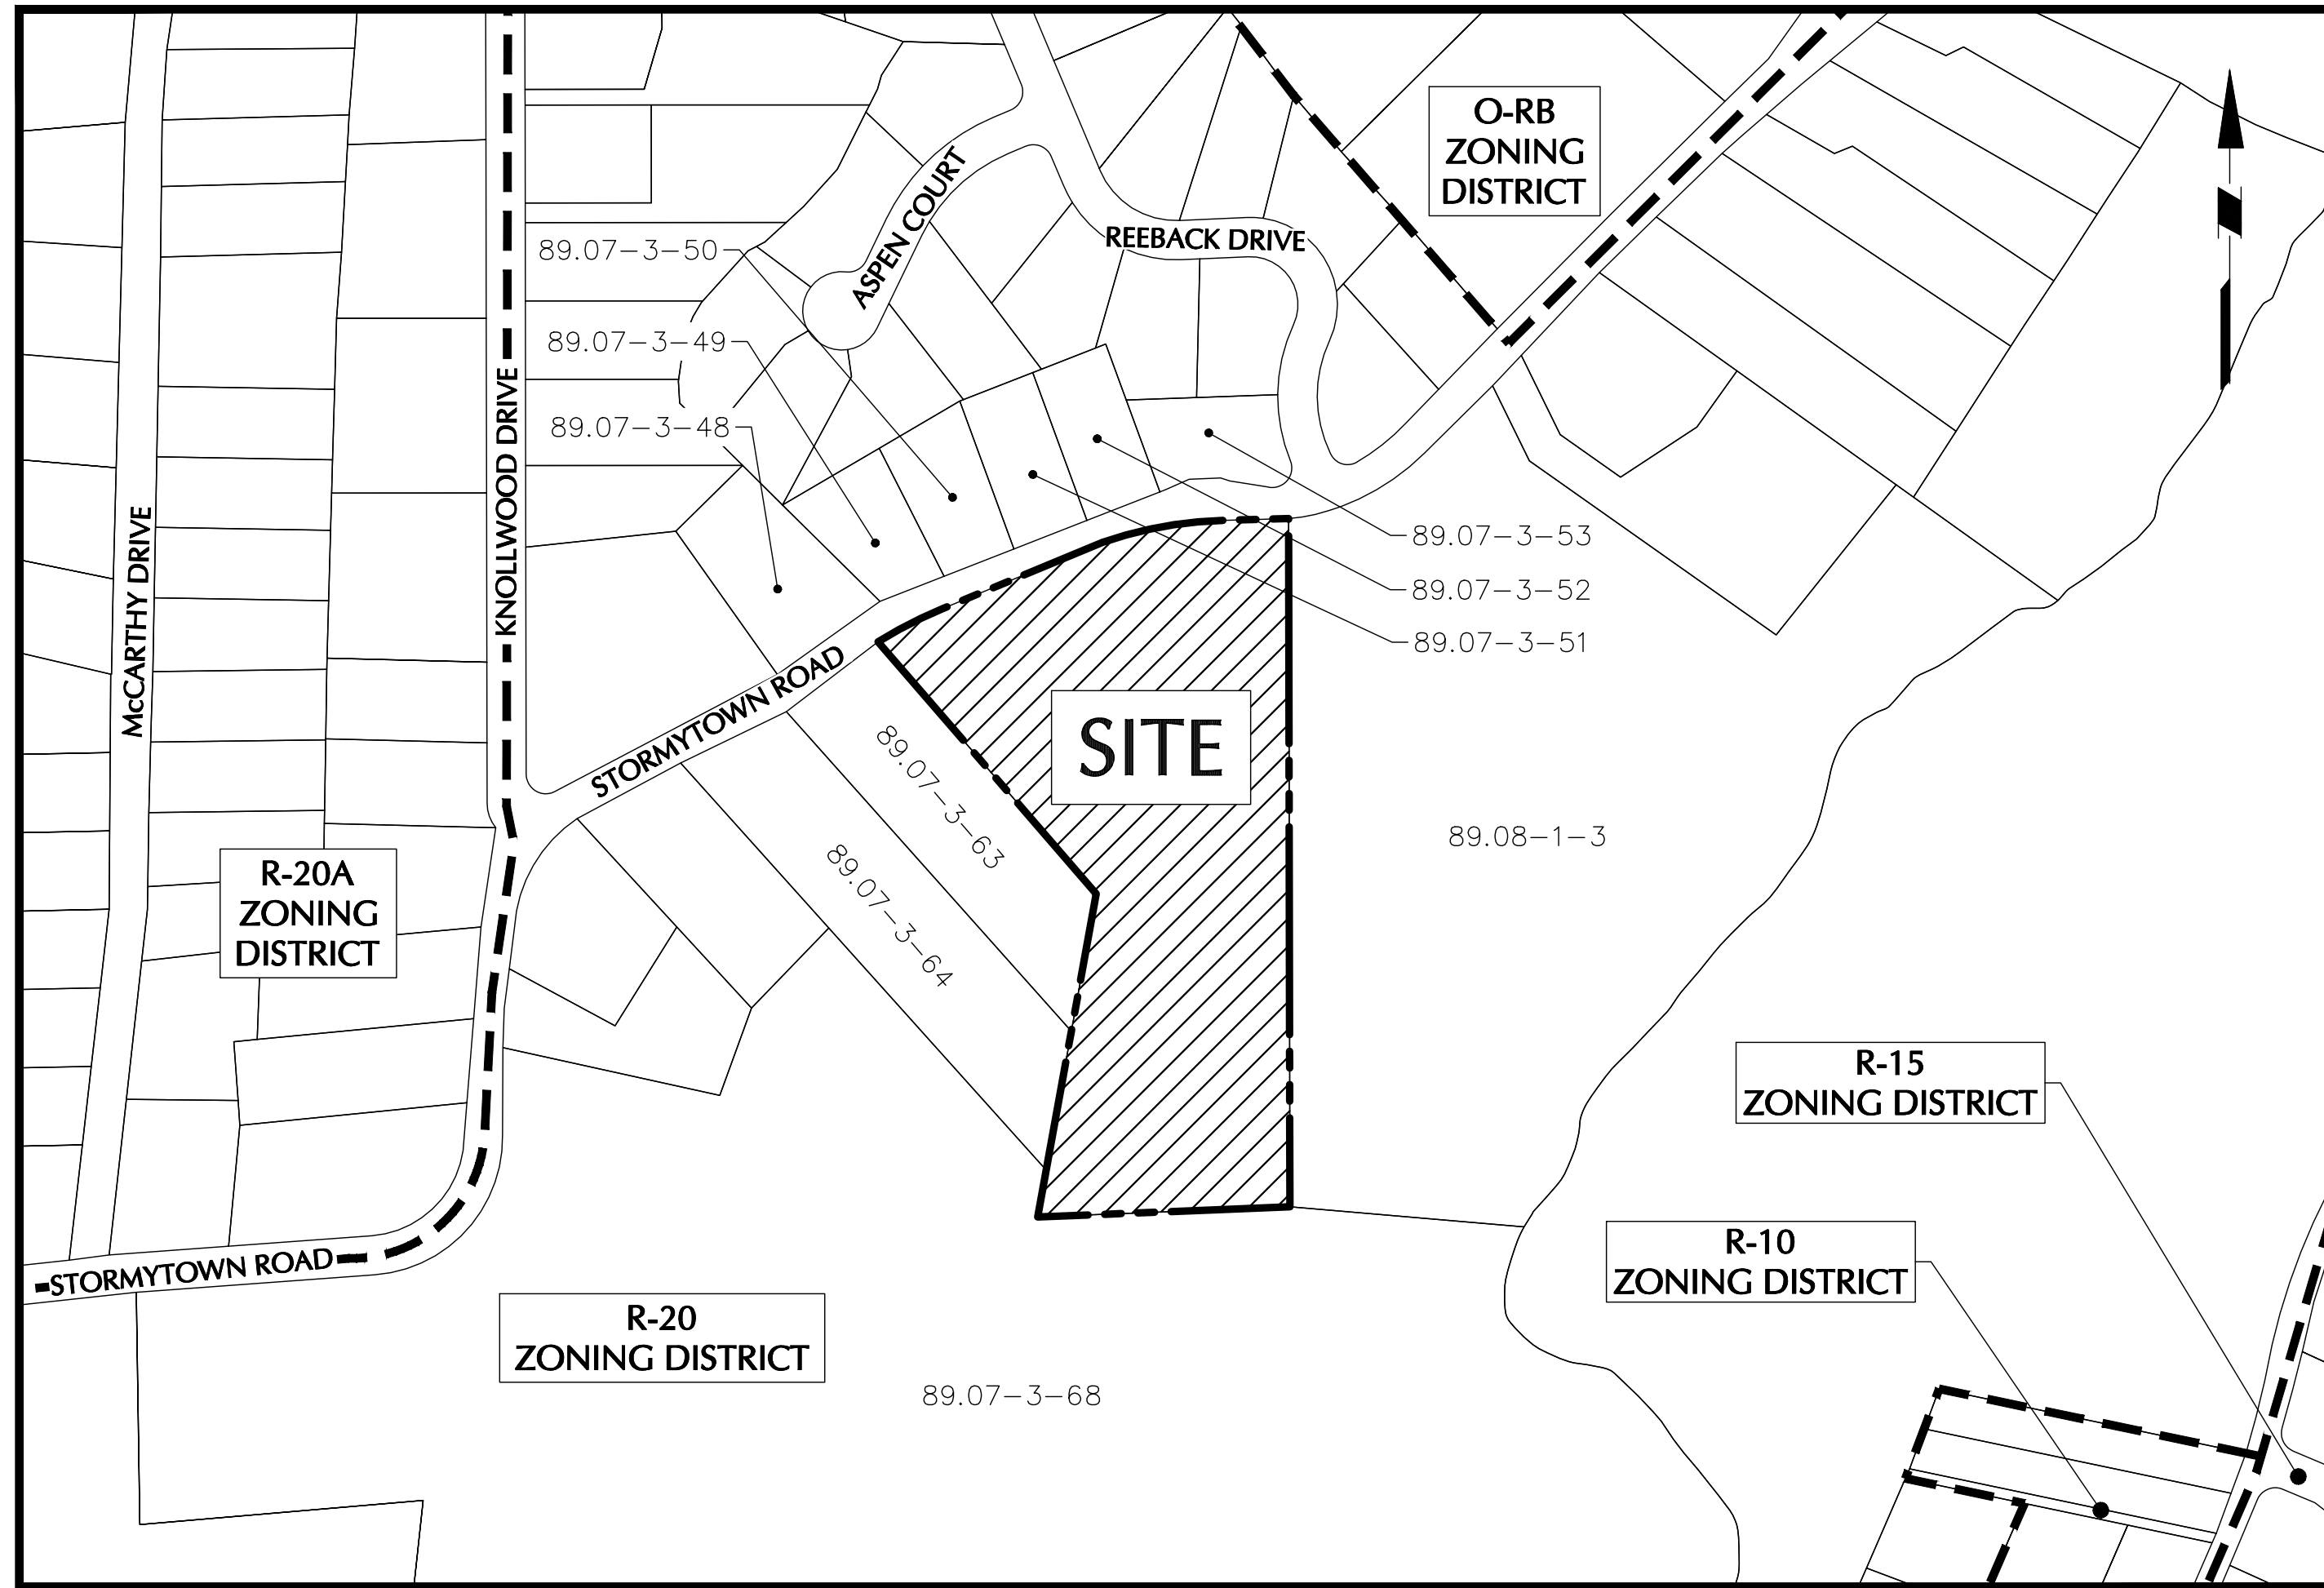 O-RB
ZONING
DISTRICT
ASPEN COURT
REEBACK DRIVE
89.07-3-50
89.07-3-49
89.07-3-48
KNOLLWOOD DRIVE
McCARTHY DRIVE
89.07-3-53
89.07-3-52
89.07-3-51
STORMYTOWN ROAD
SITE
89.07-3-63
89.07-3-64
89.08-1-3
R-20A
ZONING
DISTRICT
R-15
ZONING DISTRICT
R-10
ZONING DISTRICT
STORMYTOWN ROAD
R-20
ZONING DISTRICT
89.07-3-68